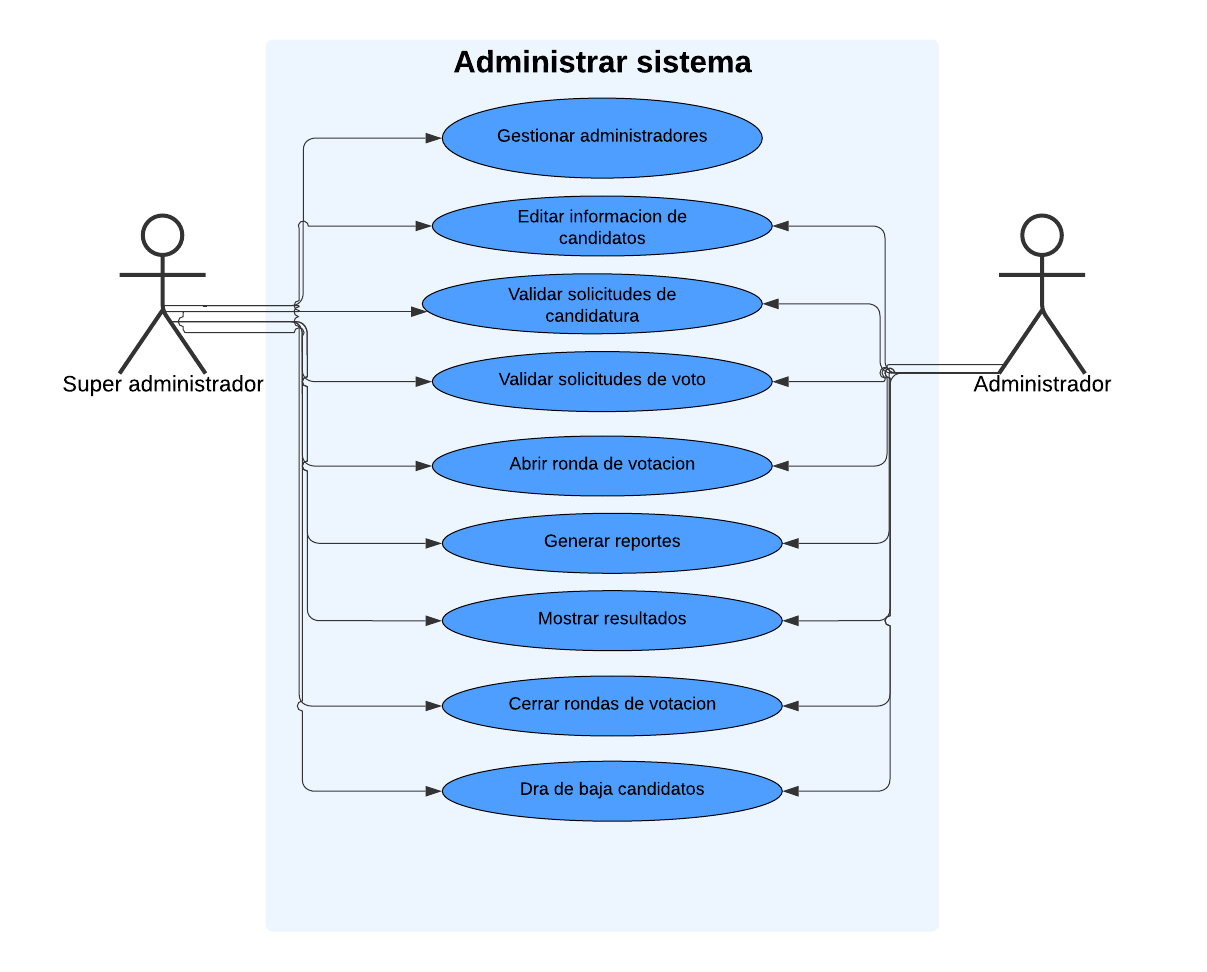 Administrar sistema
Gestionar administradores
Editar informacion de
candidatos
Validar solicitudes de
candidatura
Super administrador
Validar solicitudes de voto
Administrador
Abrir ronda de votacion
Generar reportes
Mostrar resultados
Cerrar rondas de votacion
Dra de baja candidatos